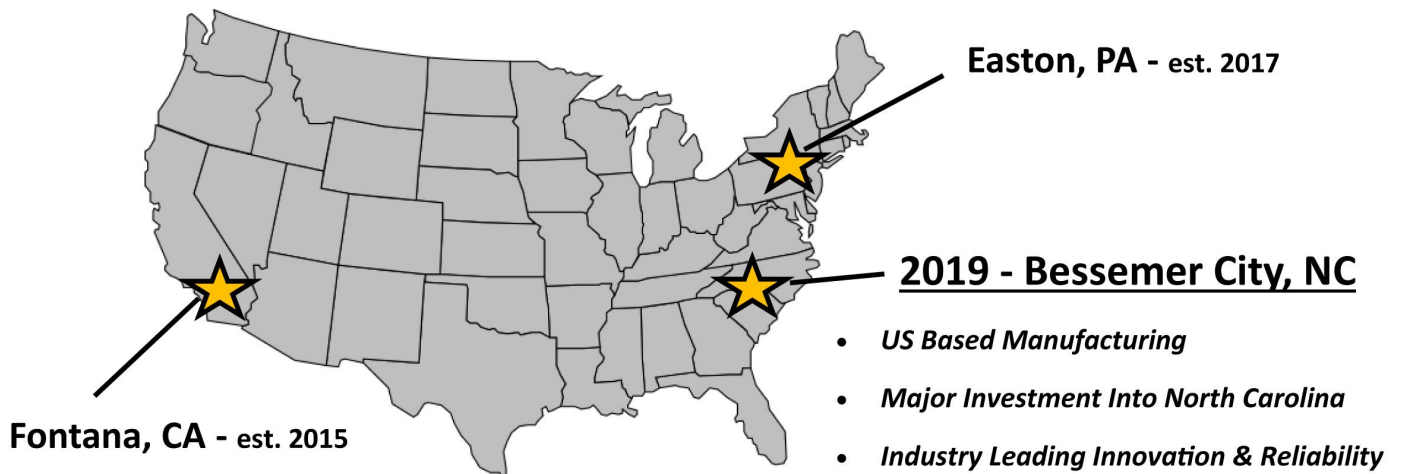 Easton, PA - est. 2017
2019 - Bessemer City, NC
• US Based Manufacturing
• Major Investment Into North Carolina
• Industry Leading Innovation & Reliability
Fontana, CA - est. 2015